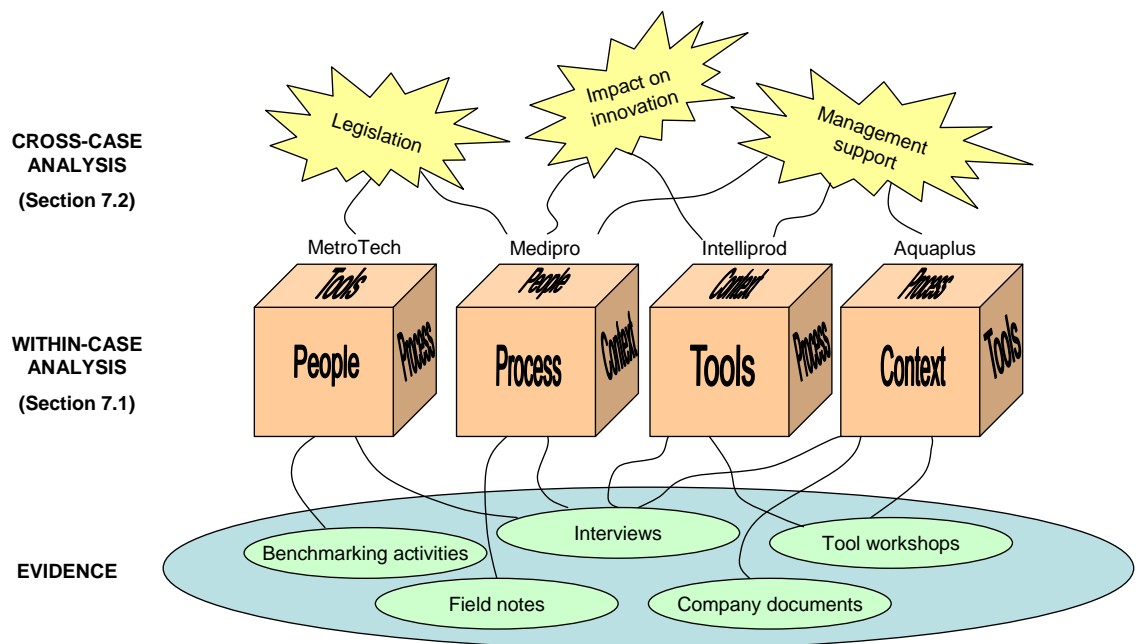 Impact on
innovation
Legislation
Management
support
CROSS-CASE
ANALYSIS
(Section 7.2)
MetroTech
Medipro
Intelliprod
Aquaplus
Tools
People
Process
People
Process
Context
Context
Tools
Process
Process
Context
Tools
WITHIN-CASE
ANALYSIS
(Section 7.1)
Interviews
Benchmarking activities
Tool workshops
EVIDENCE
Field notes
Company documents